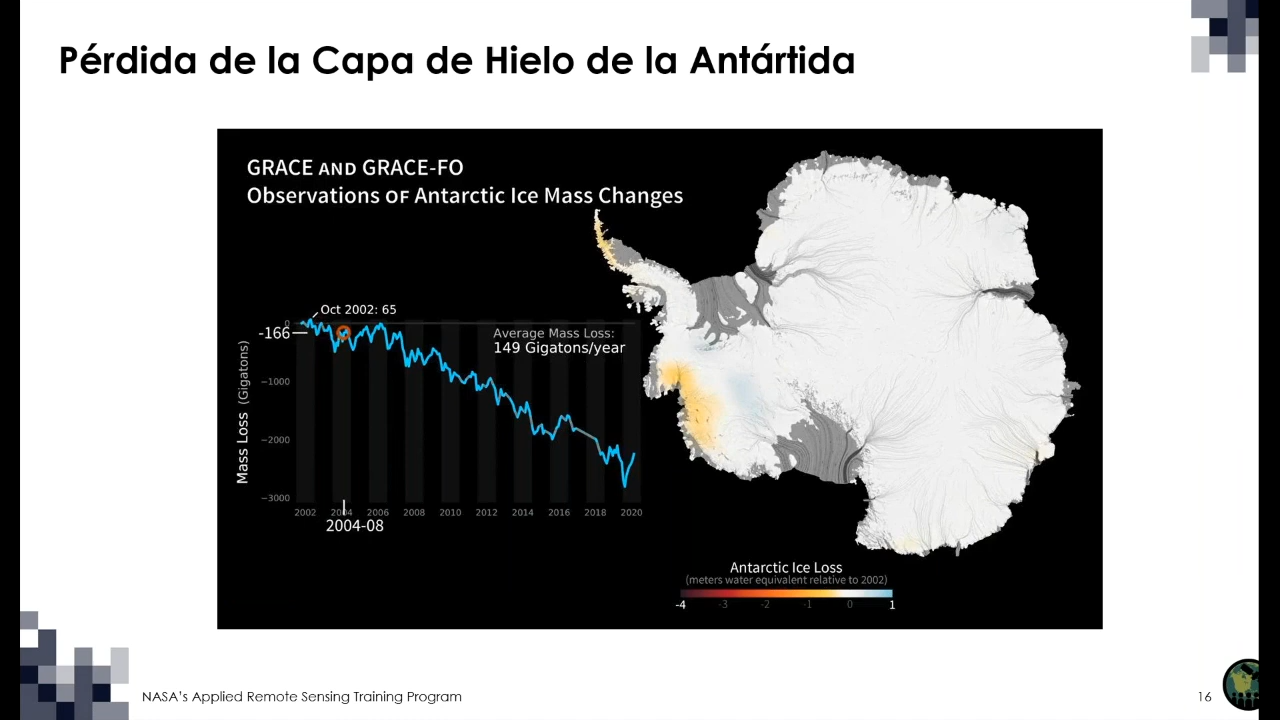 Pérdida de la Capa de Hielo de la Antártida
GRACE AND GRACE-FO
Observations OF Antarctic Ice Mass Changes
Oct 2002: 65
0
-166
Average Mass Loss:
149 Gigatons/year
−1000
−2000
−3000
Mass Loss (Gigatons)
2002 2004 2006 2008 2010 2012 2014 2016 2018 2020
2004-08
Antarctic Ice Loss
(meters water equivalent relative to 2002)
-4 -3 -2 -1 0 1
NASA's Applied Remote Sensing Training Program
16